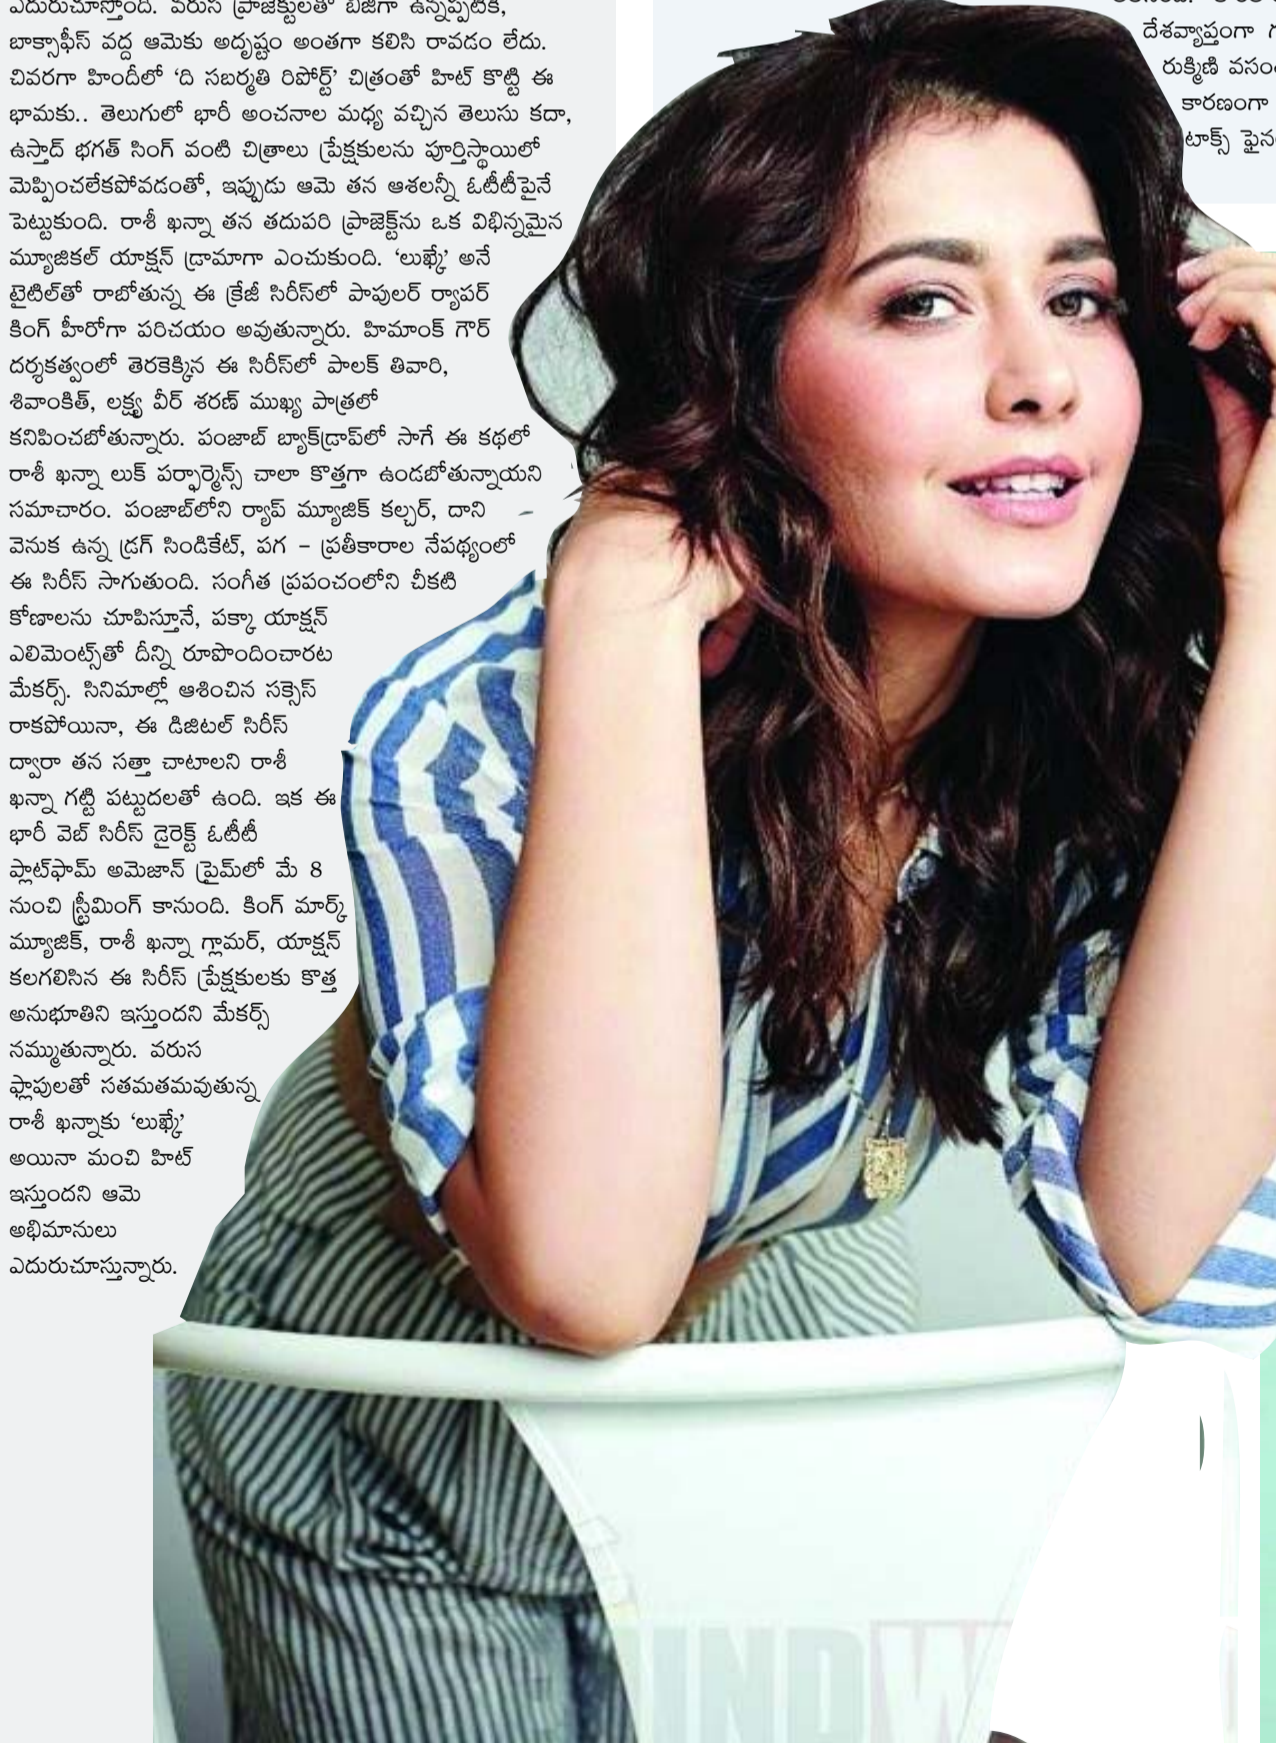 ఎదురుచూస్తోంది. వరుస ప్రాజెక్టులతో బిజీగా ఉన్నప్పటికీ,
బాక్సాఫీస్ వద్ద ఆమెకు అదృష్టం అంతగా కలిసి రావడం లేదు.
చివరగా హిందీలో ‘ది సబర్మతి రిపోర్ట్’ చిత్రంతో హిట్ కొట్టి ఈ
భామకు.. తెలుగులో భారీ అంచనాల మధ్య వచ్చిన తెలుసు కదా,
ఉస్తాద్ భగత్ సింగ్ వంటి చిత్రాలు ప్రేక్షకులను పూర్తిస్థాయిలో
మెప్పించలేకపోవడంతో, ఇప్పుడు ఆమె తన ఆశలన్నీ ఓటీటీపైనే
పెట్టుకుంది. రాశీ ఖన్నా తన తదుపరి ప్రాజెక్ట్‌ను ఒక విభిన్నమైన
మ్యూజికల్ యాక్షన్ డ్రామాగా ఎంచుకుంది. ‘లుఖ్ఖే’ అనే
టైటిల్‌తో రాబోతున్న ఈ క్రేజీ సిరీస్‌లో పాపులర్ ర్యాపర్
కింగ్ హీరోగా పరిచయం అవుతున్నారు. హిమాంక్ గౌర్
దర్శకత్వంలో తెరకెక్కిన ఈ సిరీస్‌లో పాలక్ తివారి,
శివాంకిత్, లక్ష్య వీర్ శరణ్ ముఖ్య పాత్రలో
కనిపించబోతున్నారు. పంజాబ్ బ్యాక్‌డ్రాప్‌లో సాగే ఈ కథలో
రాశీ ఖన్నా లుక్ పర్ఫార్మెన్స్ చాలా కొత్తగా ఉండబోతున్నాయని
సమాచారం. పంజాబ్‌లోని ర్యాప్ మ్యూజిక్ కల్చర్, దాని
వెనుక ఉన్న డ్రగ్ సిండికేట్, పగ – ప్రతీకారాల నేపథ్యంలో
ఈ సిరీస్ సాగుతుంది. సంగీత ప్రపంచంలోని చీకటి
కోణాలను చూపిస్తూనే, పక్కా యాక్షన్
ఎలిమెంట్స్‌తో దీన్ని రూపొందించారట
మేకర్స్. సినిమాల్లో ఆశించిన సక్సెస్
రాకపోయినా, ఈ డిజిటల్ సిరీస్
ద్వారా తన సత్తా చాటాలని రాశీ
ఖన్నా గట్టి పట్టుదలతో ఉంది. ఇక ఈ
భారీ వెబ్ సిరీస్ డైరెక్ట్ ఓటీటీ
ప్లాట్‌ఫామ్ అమెజాన్ ప్రైమ్‌లో మే 8
నుంచి స్ట్రీమింగ్ కానుంది. కింగ్ మార్క్
మ్యూజిక్, రాశీ ఖన్నా గ్లామర్, యాక్షన్
కలగలిసిన ఈ సిరీస్ ప్రేక్షకులకు కొత్త
అనుభూతిని ఇస్తుందని మేకర్స్
నమ్ముతున్నారు. వరుస
ఫ్లాపులతో సతమతమవుతున్న
రాశీ ఖన్నాకు ‘లుఖ్ఖే’
అయినా మంచి హిట్
ఇస్తుందని ఆమె
అభిమానులు
ఎదురుచూస్తున్నారు.
దేశవ్యాప్తంగా
రుక్మిణి
కారణంగా
టాక్స్